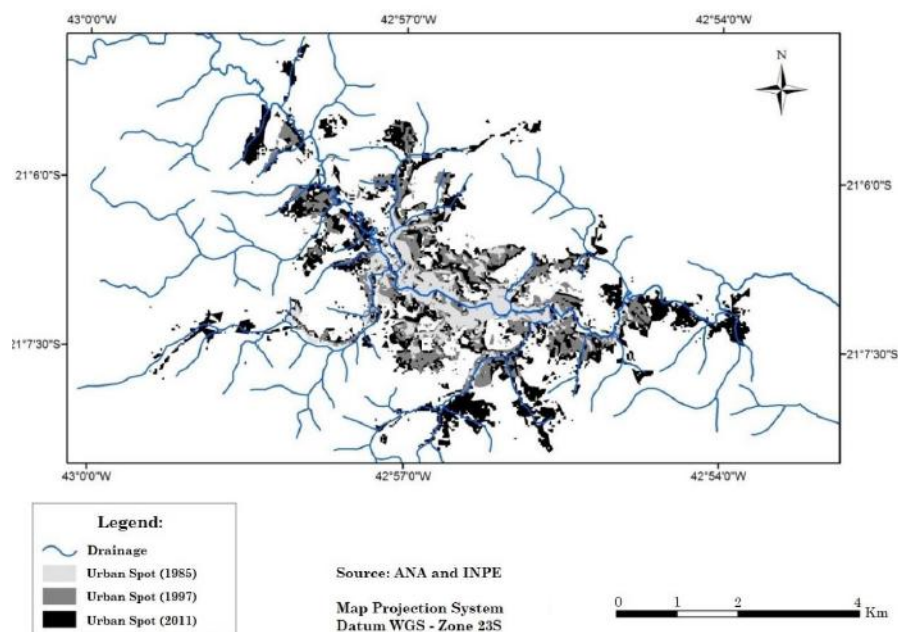 43°0'0"W 42°57'0"W 42°54'0"W
N
21°6'0"S 21°6'0"S
21°7'30"S 21°7'30"S
43°0'0"W 42°57'0"W 42°54'0"W
Legend:
Drainage
Urban Spot (1985)
Urban Spot (1997)
Urban Spot (2011)
Source: ANA and INPE
Map Projection System
Datum WGS - Zone 23S
0 1 2 4
Km